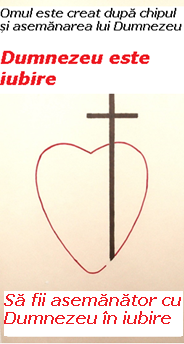 Omul este creat după chipul
și asemănarea lui Dumnezeu
Dumnezeu este
iubire
Să fii asemănător cu
Dumnezeu în iubire